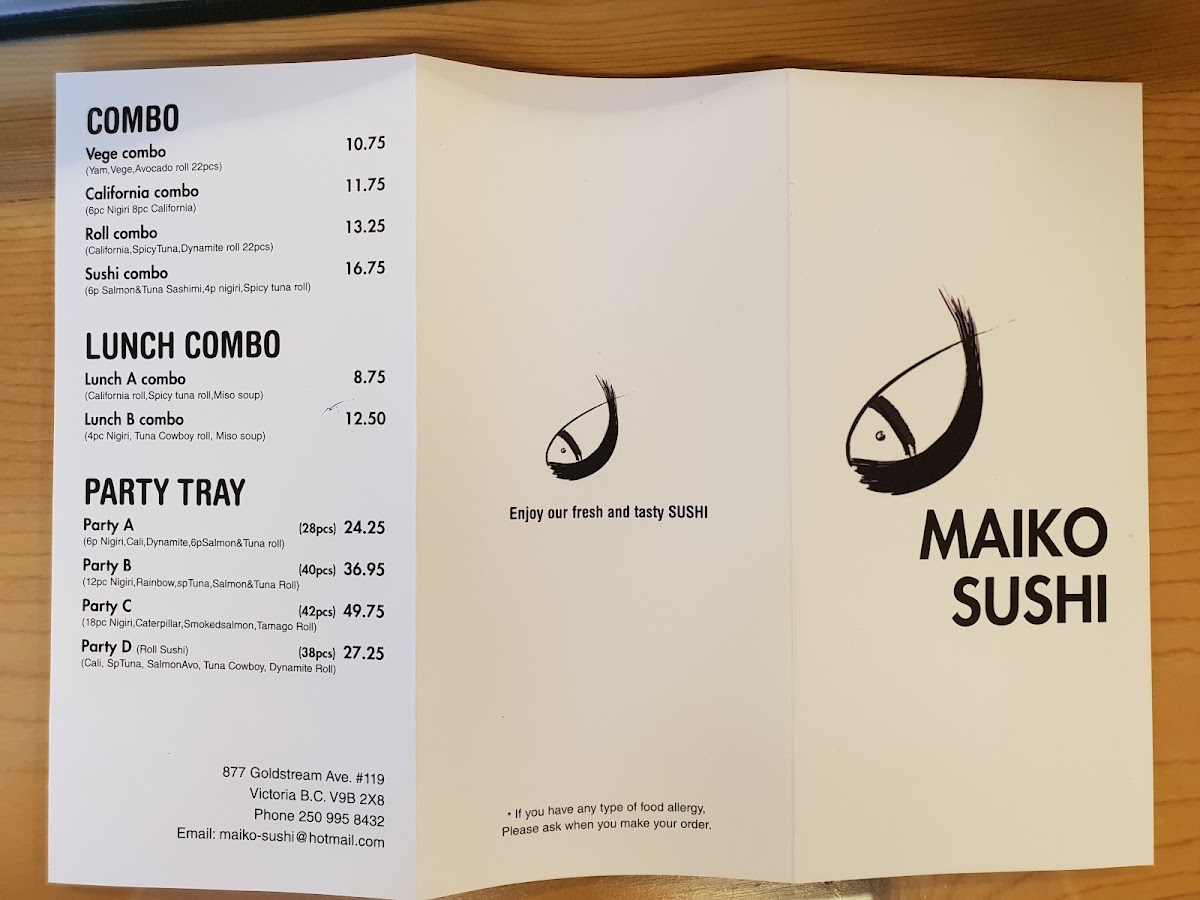 COMBO
Vege combo 10.75
(Yam,Vege,Avocado roll 22pcs)
California combo 11.75
(6pc Nigiri 8pc California)
Roll combo 13.25
(California,SpicyTuna,Dynamite roll 22pcs)
Sushi combo 16.75
(6p Salmon&Tuna Sashimi,4p nigiri,Spicy tuna roll)
LUNCH COMBO
Lunch A combo 8.75
(California roll,Spicy tuna roll,Miso soup)
Lunch B combo 12.50
(4pc Nigiri, Tuna Cowboy roll, Miso soup)
PARTY TRAY
Party A (28pcs) 24.25
(6p Nigiri,Cali,Dynamite,6pSalmon&Tuna roll)
Party B (40pcs) 36.95
(12pc Nigiri,Rainbow,spTuna,Salmon&Tuna Roll)
Party C (42pcs) 49.75
(18pc Nigiri,Caterpillar,Smokedsalmon,Tamago Roll)
Party D (Roll Sushi) (38pcs) 27.25
(Cali, SpTuna, SalmonAvo, Tuna Cowboy, Dynamite Roll)
877 Goldstream Ave. #119
Victoria B.C. V9B 2X8
Phone 250 995 8432
Email: maiko-sushi@hotmail.com
Enjoy our fresh and tasty SUSHI
* If you have any type of food allergy,
Please ask when you make your order.
MAIKO
SUSHI